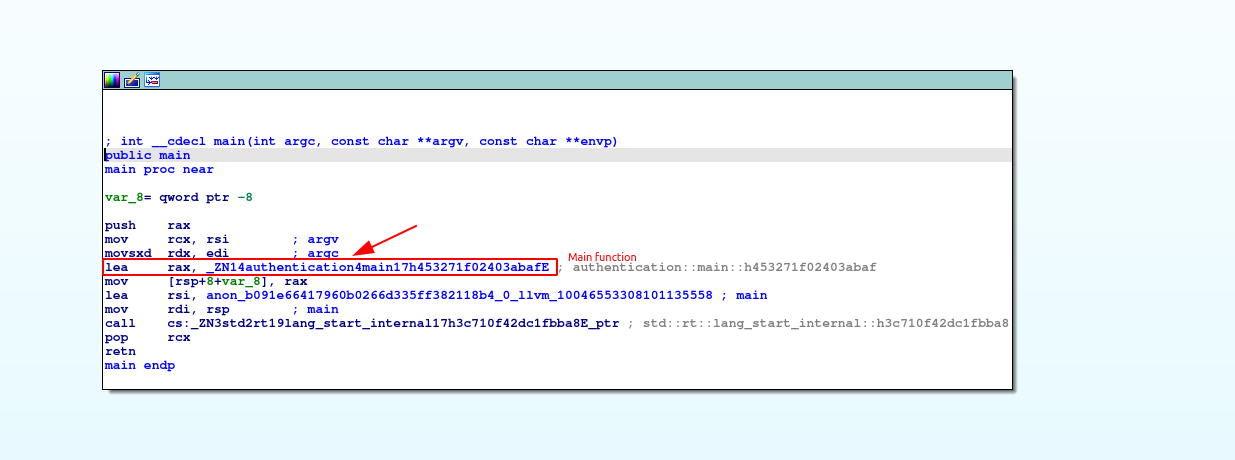 ; int __cdecl main(int argc, const char **argv, const char **envp)
public main
main proc near
var_8= qword ptr -8
push    rax
mov     rcx, rsi        ; argv
movsxd  rdx, edi        ; argc
lea     rax, _ZN14authentication4main17h453271f02403abafE ; authentication::main::h453271f02403abaf
Main function
mov     [rsp+8+var_8], rax
lea     rsi, anon_b091e66417960b0266d335ff382118b4_0_llvm_10046553308101135558 ; main
mov     rdi, rsp        ; main
call    cs:_ZN3std2rt19lang_start_internal17h3c710f42dc1fbba8E_ptr ; std::rt::lang_start_internal::h3c710f42dc1fbba8
pop     rcx
retn
main endp